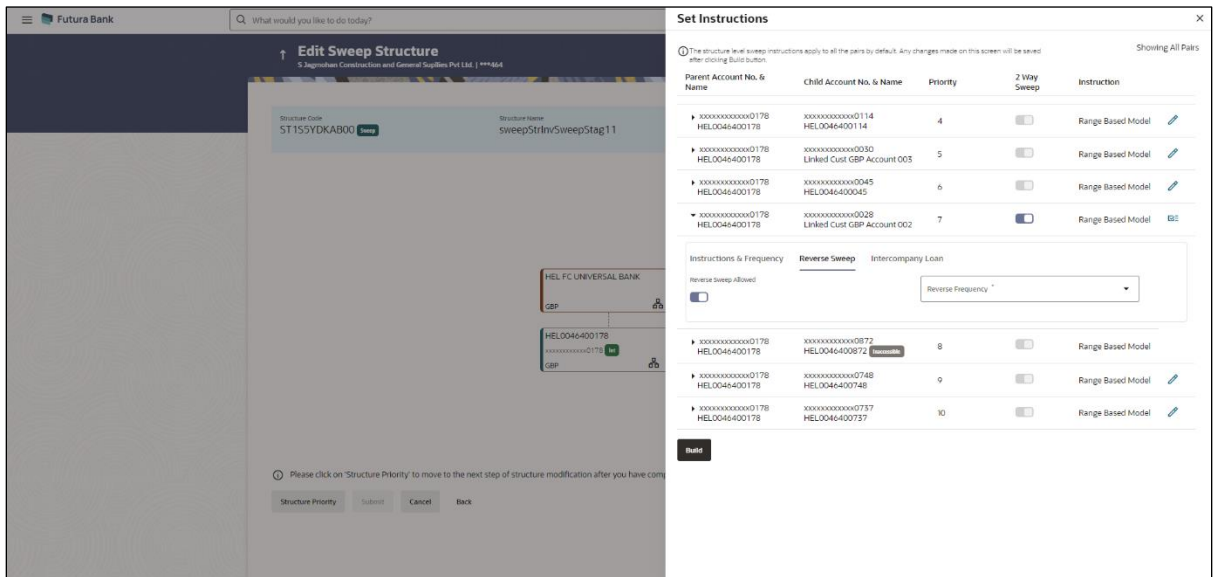 Futura Bank
What would you like to do today?
Edit Sweep Structure
S Jagmohan Construction and General Supllies Pvt Ltd. | ***464
Structure Code
ST1S5YDKAB00 Sweep
Structure Name
sweepStrInvSweepStag11
HEL FC UNIVERSAL BANK
GBP
HEL0046400178
xxxxxxxxxxxx0178 Int
GBP
Please click on 'Structure Priority' to move to the next step of structure modification after you have com
Structure Priority Submit Cancel Back
Set Instructions
The structure level sweep instructions apply to all the pairs by default. Any changes made on this screen will be saved
after clicking Build button.
Showing All Pairs
Parent Account No. &
Name
Child Account No. & Name
Priority
2 Way
Sweep
Instruction
xxxxxxxxxxxx0178 xxxxxxxxxxxx0114 4 Range Based Model
HEL0046400178 HEL0046400114
xxxxxxxxxxxx0178 xxxxxxxxxxxx0030 5 Range Based Model
HEL0046400178 Linked Cust GBP Account 003
xxxxxxxxxxxx0178 xxxxxxxxxxxx0045 6 Range Based Model
HEL0046400178 HEL0046400045
xxxxxxxxxxxx0178 xxxxxxxxxxxx0028 7 Range Based Model
HEL0046400178 Linked Cust GBP Account 002
Instructions & Frequency Reverse Sweep Intercompany Loan
Reverse Sweep Allowed
Reverse Frequency *
xxxxxxxxxxxx0178 xxxxxxxxxxxx0872 8 Range Based Model
HEL0046400178 HEL0046400872 Inaccessible
xxxxxxxxxxxx0178 xxxxxxxxxxxx0748 9 Range Based Model
HEL0046400178 HEL0046400748
xxxxxxxxxxxx0178 xxxxxxxxxxxx0737 10 Range Based Model
HEL0046400178 HEL0046400737
Build